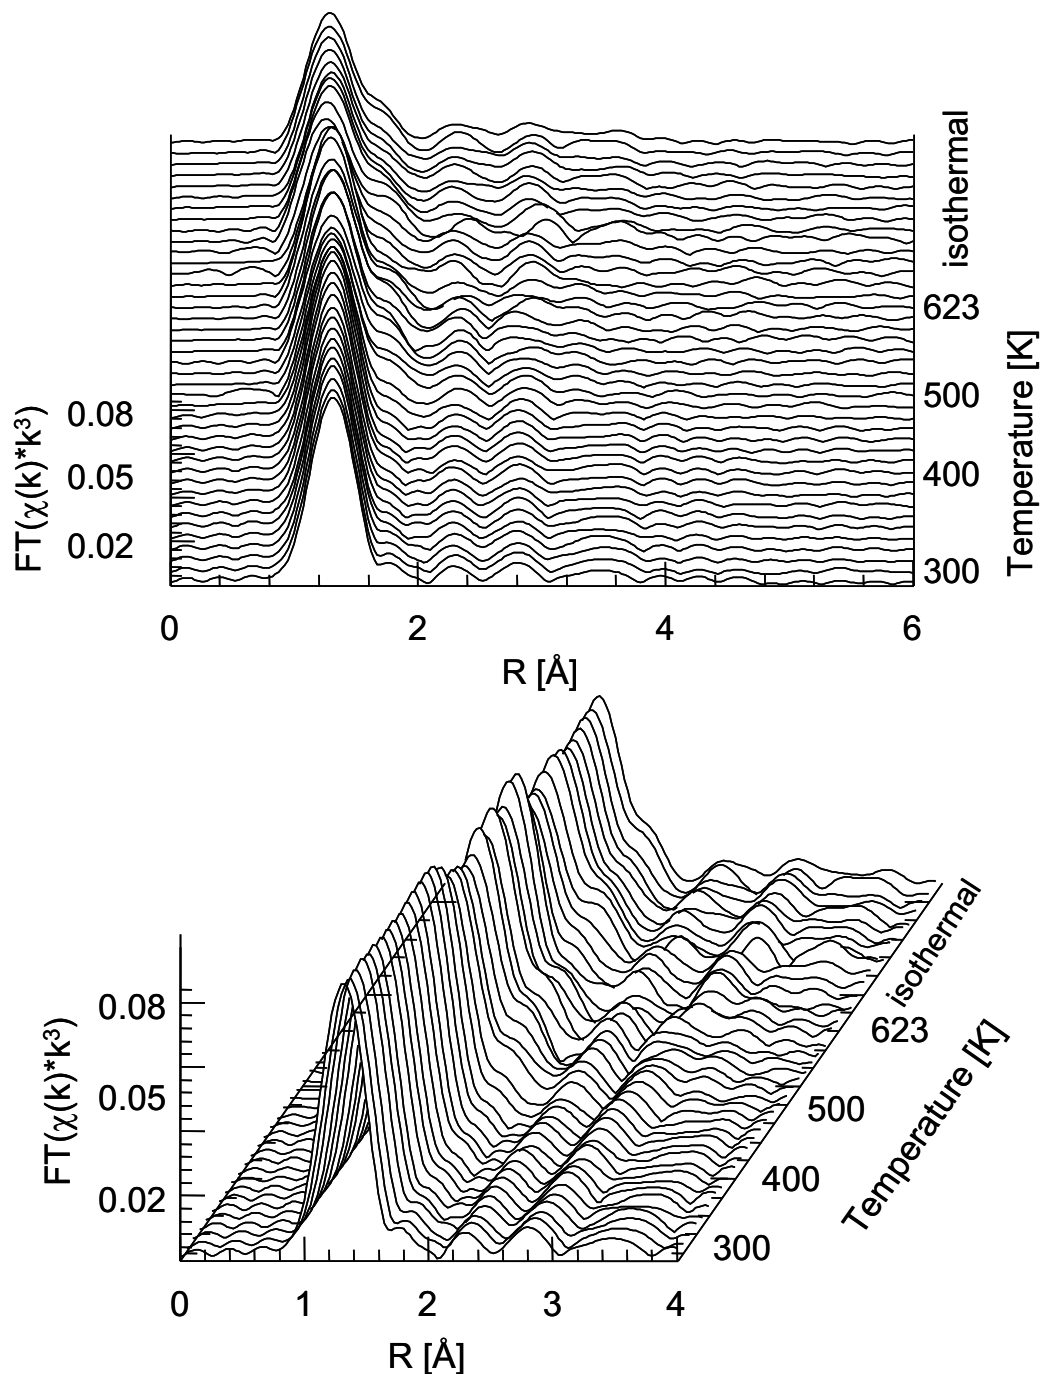 isothermal
623
500
400
300
Temperature [K]
FT(χ(k)*k³)
0.08
0.05
0.02
0 2 4 6
R [Å]
isothermal
623
500
400
300
Temperature [K]
FT(χ(k)*k³)
0.08
0.05
0.02
0 1 2 3 4
R [Å]